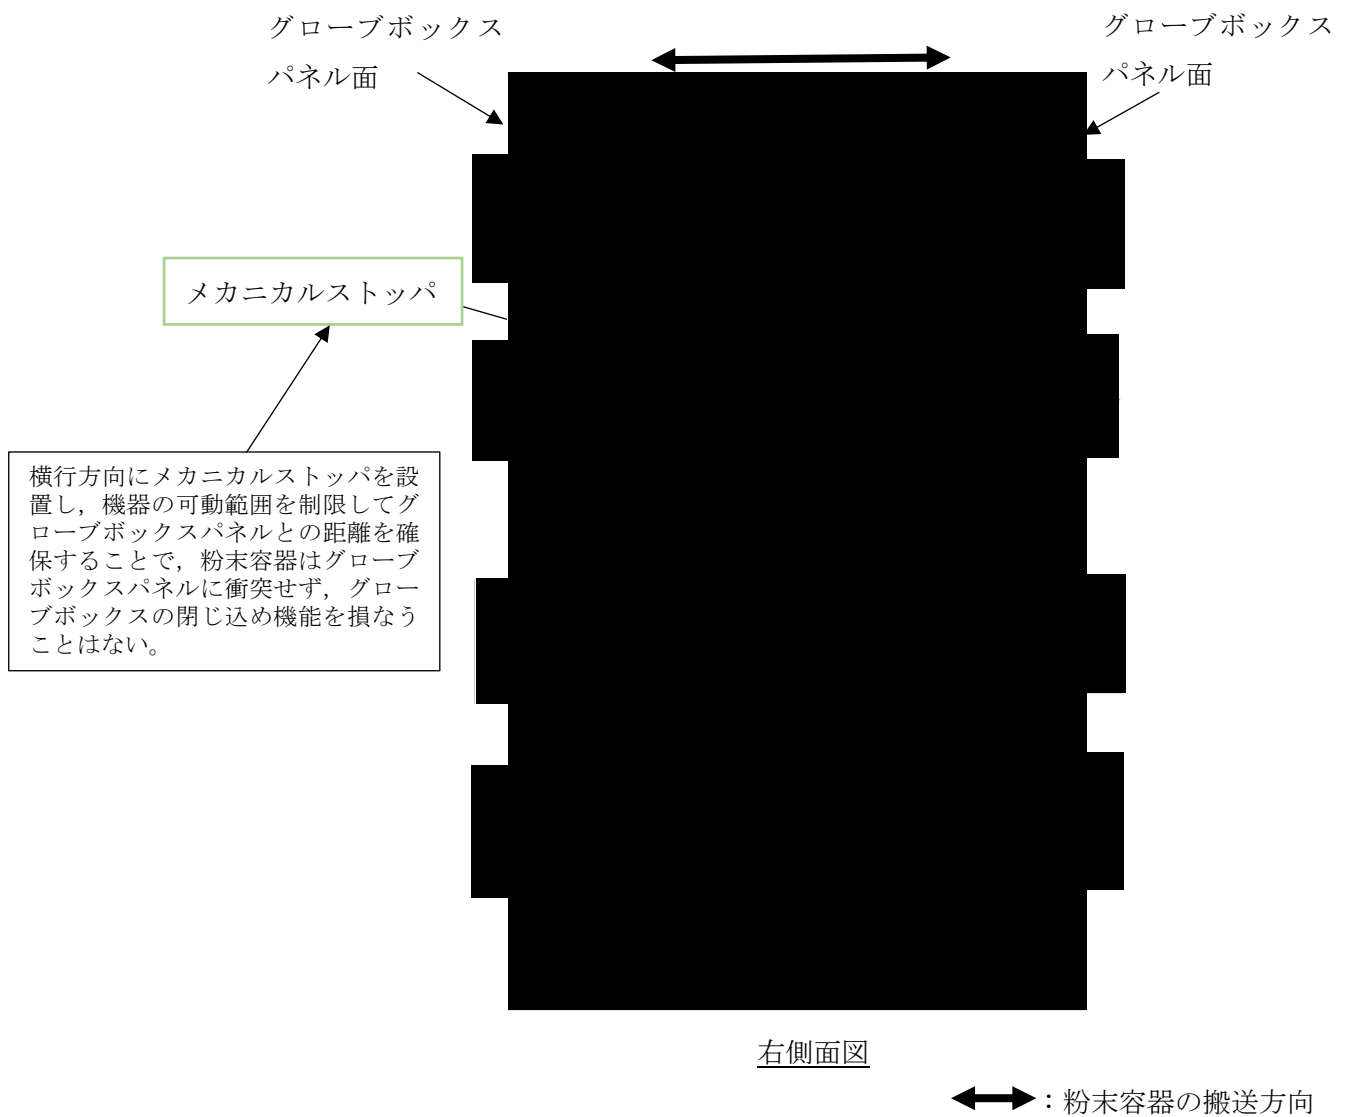 グローブボックス
パネル面
グローブボックス
パネル面
メカニカルストッパ
横行方向にメカニカルストッパを設
置し，機器の可動範囲を制限してグ
ローブボックスパネルとの距離を確
保することで，粉末容器はグローブ
ボックスパネルに衝突せず，グロー
ブボックスの閉じ込め機能を損なう
ことはない。
右側面図
：粉末容器の搬送方向